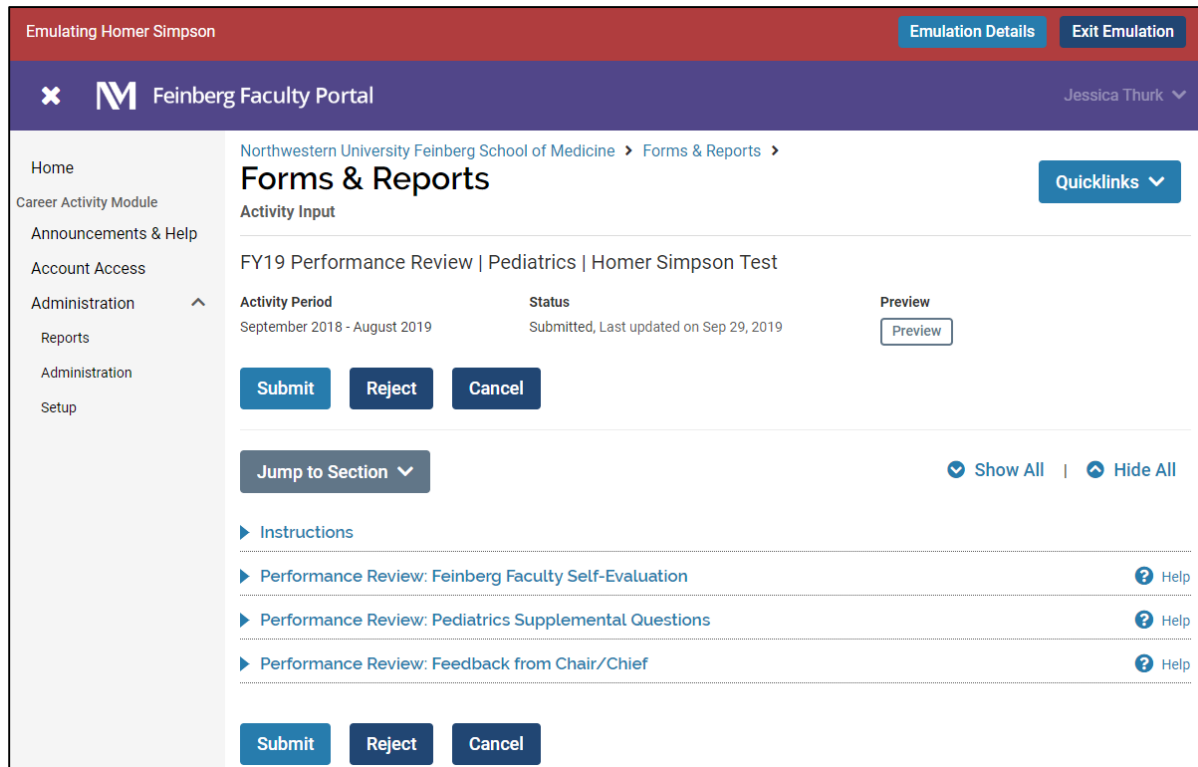 Emulating Homer Simpson
Emulation Details
Exit Emulation
Feinberg Faculty Portal
Jessica Thurk
Home
Career Activity Module
Announcements & Help
Account Access
Administration
Reports
Administration
Setup
Northwestern University Feinberg School of Medicine > Forms & Reports >
Forms & Reports
Activity Input
Quicklinks
FY19 Performance Review | Pediatrics | Homer Simpson Test
Activity Period
Status
Preview
September 2018 - August 2019
Submitted, Last updated on Sep 29, 2019
Preview
Submit
Reject
Cancel
Jump to Section
Show All | Hide All
Instructions
Performance Review: Feinberg Faculty Self-Evaluation
Help
Performance Review: Pediatrics Supplemental Questions
Help
Performance Review: Feedback from Chair/Chief
Help
Submit
Reject
Cancel